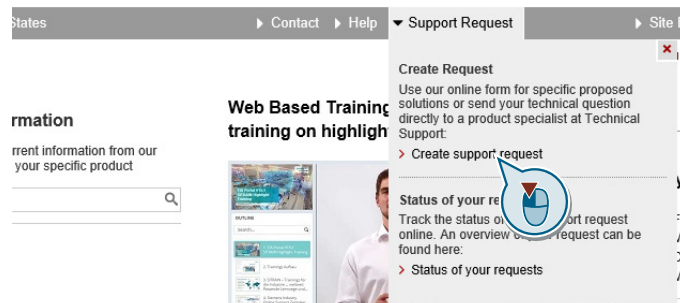 States
Contact
Help
Support Request
Site
Create Request
Use our online form for specific proposed
solutions or send your technical question
directly to a product specialist at Technical
Support:
Create support request
Status of your re
Track the status of ort request
online. An overview of request can be
found here:
Status of your requests
rmation
rrent information from our
your specific product
Web Based Training
training on highligh
OUTLINE
Search...